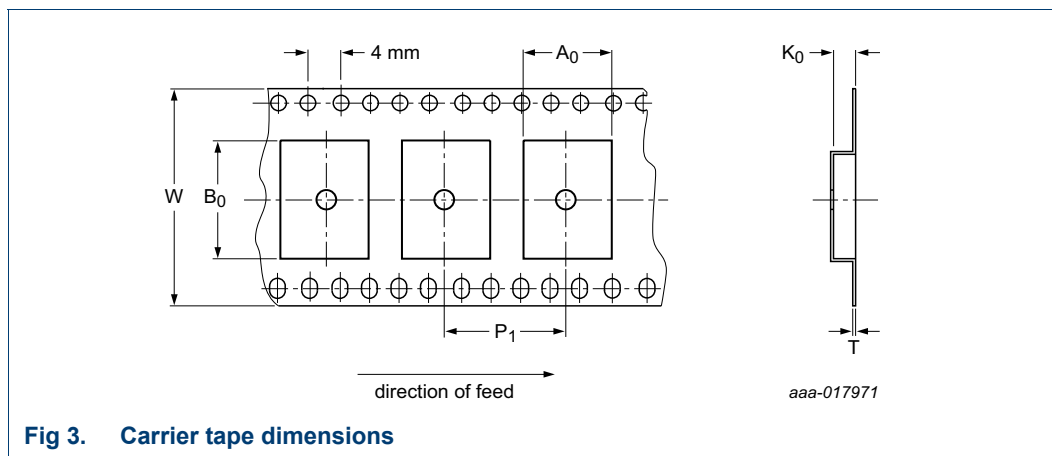 4 mm
A0
K0
W
B0
P1
T
direction of feed
aaa-017971
Fig 3. Carrier tape dimensions